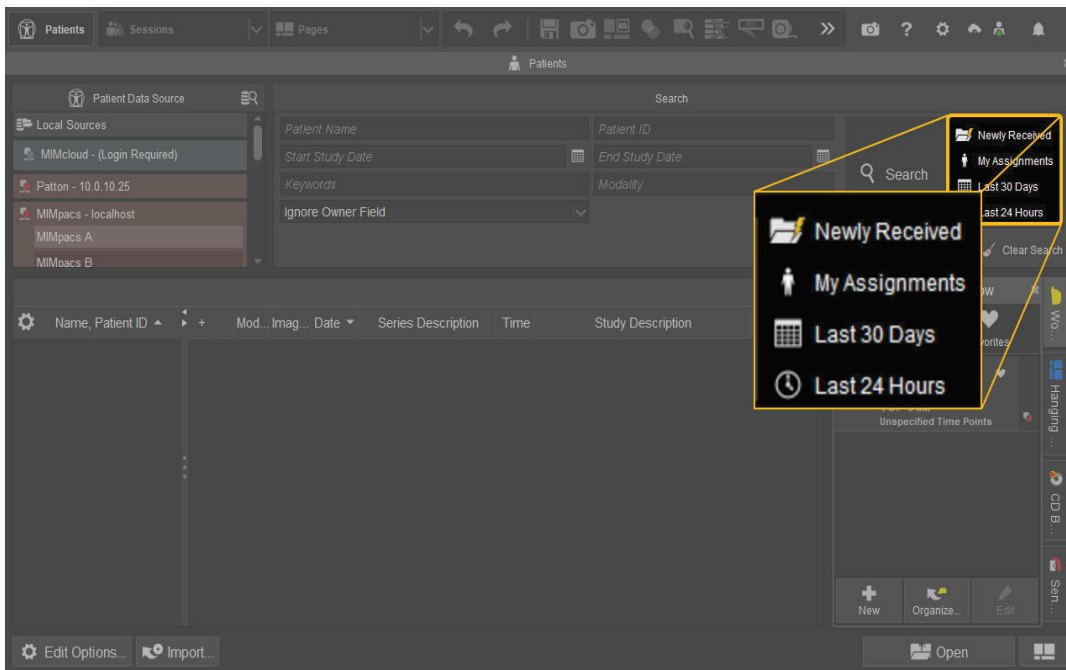 Patients
Sessions
Pages
Patients
Patient Data Source
Search
Local Sources
MIMcloud - (Login Required)
Patton - 10.0.10.25
MIMpacs - localhost
MIMpacs A
MIMpacs B
Patient Name
Patient ID
Start Study Date
End Study Date
Keywords
Modality
Ignore Owner Field
Search
Newly Received
My Assignments
Last 30 Days
Last 24 Hours
Clear Search
Newly Received
My Assignments
Last 30 Days
Last 24 Hours
Name, Patient ID
+
Mod... Imag... Date
Series Description
Time
Study Description
Wo...
Unspecified Time Points
Hanging ...
CD B...
Sen...
New
Organize...
Edit
Edit Options...
Import...
Open